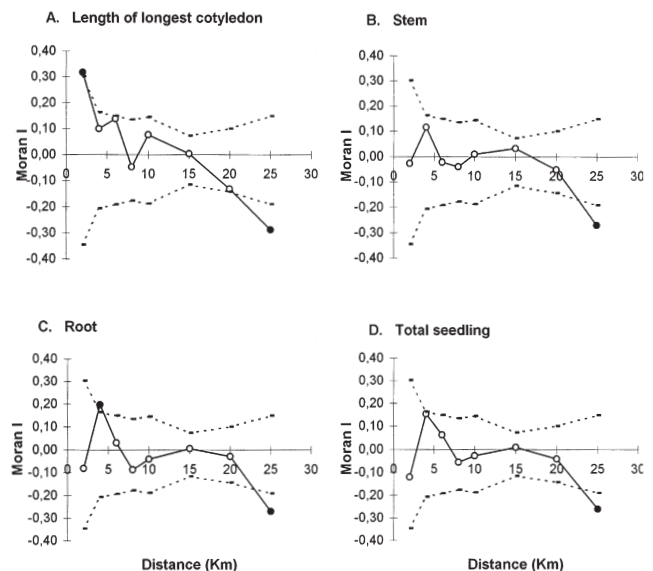 A. Length of longest cotyledon
0,40
0,30
0,20
0,10
0,00
-0,10
-0,20
-0,30
-0,40
Moran I
0 5 10 15 20 25 30
B. Stem
0,40
0,30
0,20
0,10
0,00
-0,10
-0,20
-0,30
-0,40
Moran I
0 5 10 15 20 25 30
C. Root
0,40
0,30
0,20
0,10
0,00
-0,10
-0,20
-0,30
-0,40
Moran I
0 5 10 15 20 25 30
Distance (Km)
D. Total seedling
0,40
0,30
0,20
0,10
0,00
-0,10
-0,20
-0,30
-0,40
Moran I
0 5 10 15 20 25 30
Distance (Km)